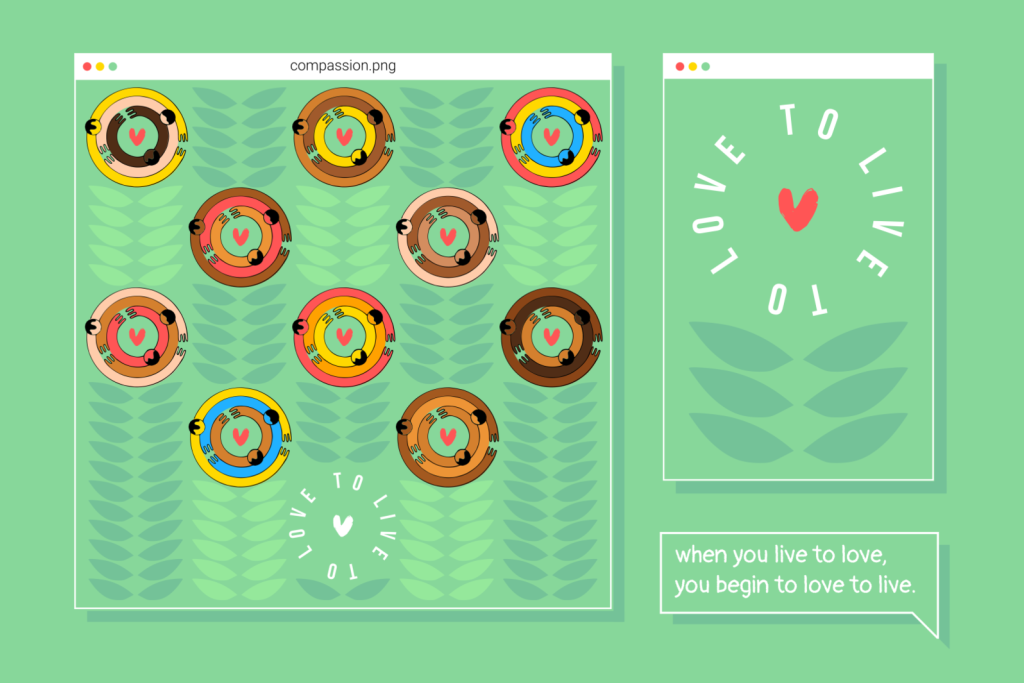 compassion.png
LOVE TO LIVE TO
LOVE TO LIVE TO
when you live to love,
you begin to love to live.